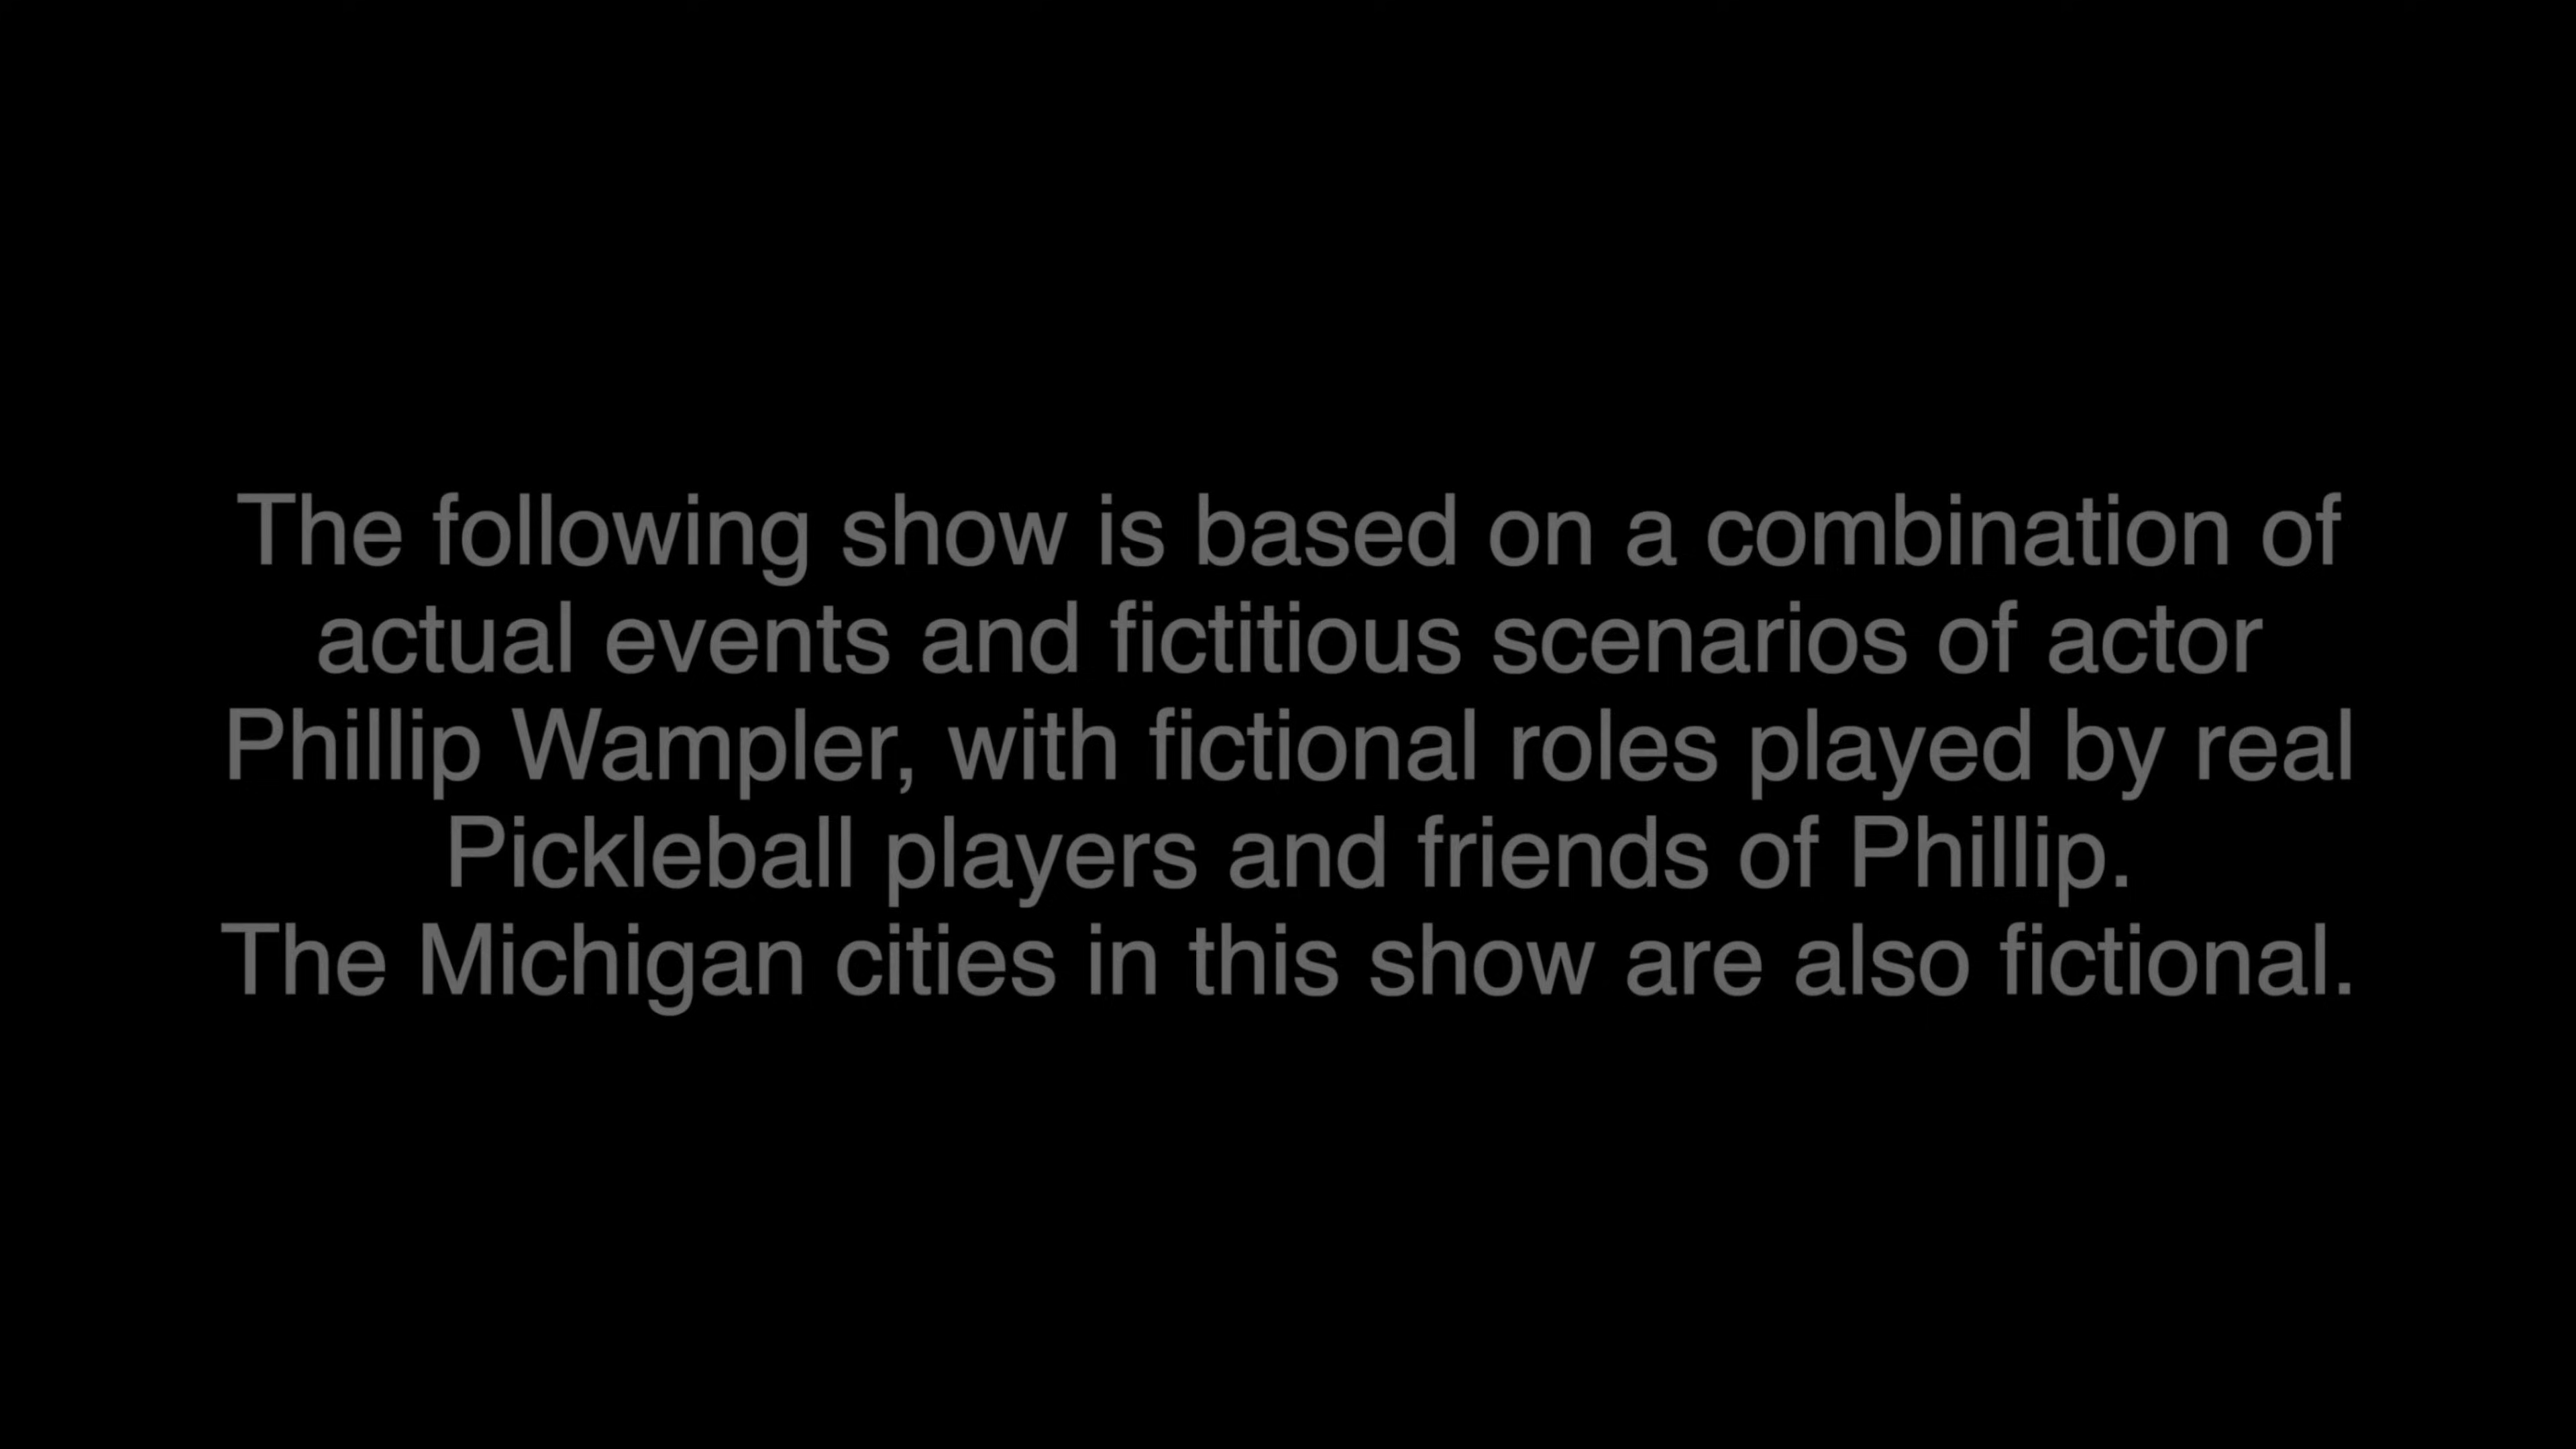 The following show is based on a combination of
actual events and fictitious scenarios of actor
Phillip Wampler, with fictional roles played by real
Pickleball players and friends of Phillip.
The Michigan cities in this show are also fictional.